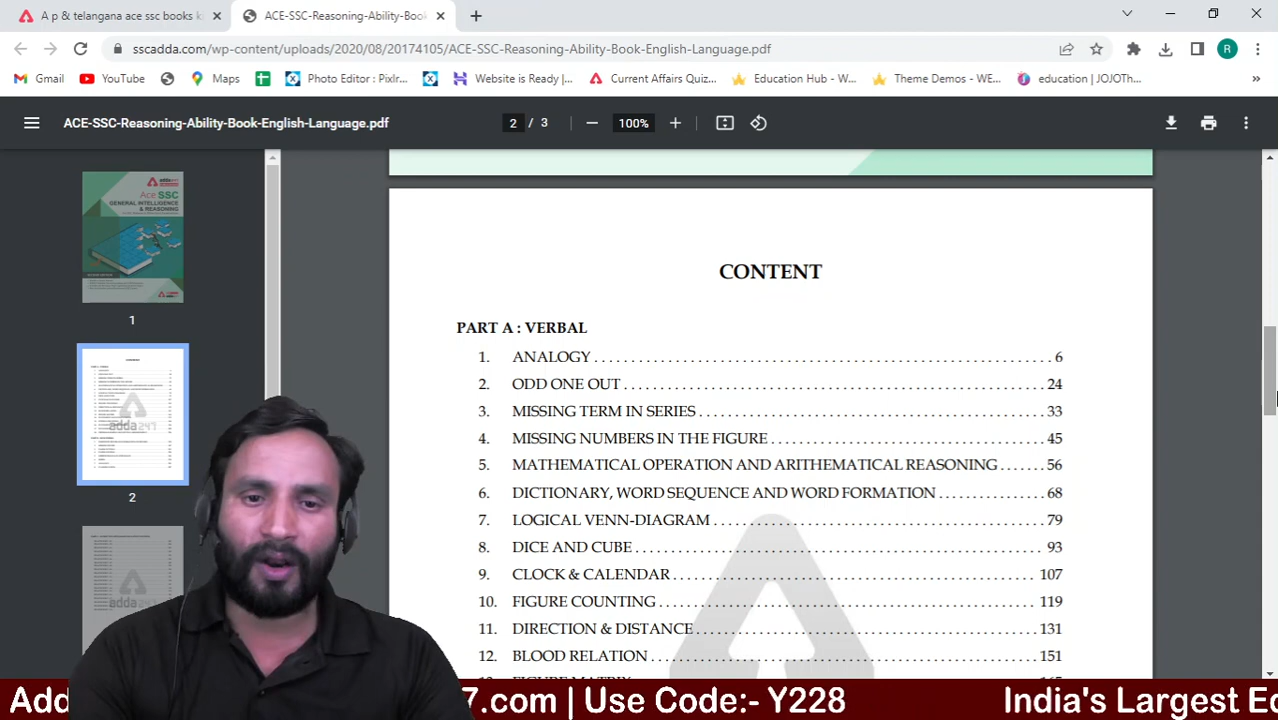 A p & telangana ace ssc books k
ACE-SSC-Reasoning-Ability-Book
sscadda.com/wp-content/uploads/2020/08/20174105/ACE-SSC-Reasoning-Ability-Book-English-Language.pdf
R
Gmail
YouTube
Maps
Photo Editor : Pixlr...
Website is Ready |...
Current Affairs Quiz...
Education Hub - W...
Theme Demos - WE...
education | JOJOTh...
»
ACE-SSC-Reasoning-Ability-Book-English-Language.pdf
2 / 3
100%
adda247
Ace SSC
GENERAL INTELLIGENCE
& REASONING
1
2
adda247
CONTENT
PART A : VERBAL
1. ANALOGY 6
2. ODD ONE OUT 24
3. MISSING TERM IN SERIES 33
4. MISSING NUMBERS IN THE FIGURE 45
5. MATHEMATICAL OPERATION AND ARITHEMATICAL REASONING 56
6. DICTIONARY, WORD SEQUENCE AND WORD FORMATION 68
7. LOGICAL VENN-DIAGRAM 79
8. DICE AND CUBE 93
9. CLOCK & CALENDAR 107
10. FIGURE COUNTING 119
11. DIRECTION & DISTANCE 131
12. BLOOD RELATION 151
Add 7.com | Use Code:- Y228 India's Largest Ed